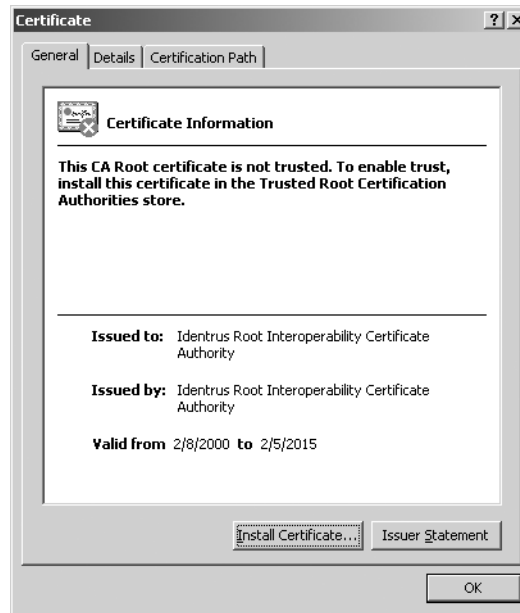 Certificate
General Details Certification Path
Certificate Information
This CA Root certificate is not trusted. To enable trust,
install this certificate in the Trusted Root Certification
Authorities store.
Issued to: Identrus Root Interoperability Certificate
Authority
Issued by: Identrus Root Interoperability Certificate
Authority
Valid from 2/8/2000 to 2/5/2015
Install Certificate... Issuer Statement
OK